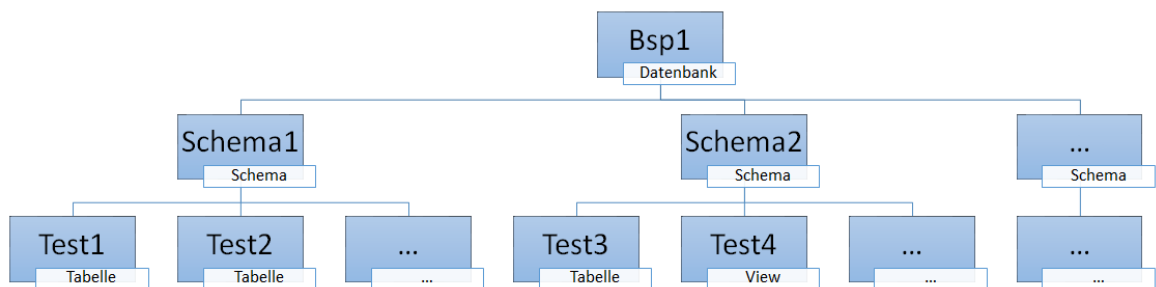 Bsp1
Datenbank
Schema1
Schema
Schema2
Schema
...
Schema
Test1
Tabelle
Test2
Tabelle
...
...
Test3
Tabelle
Test4
View
...
...
...
...